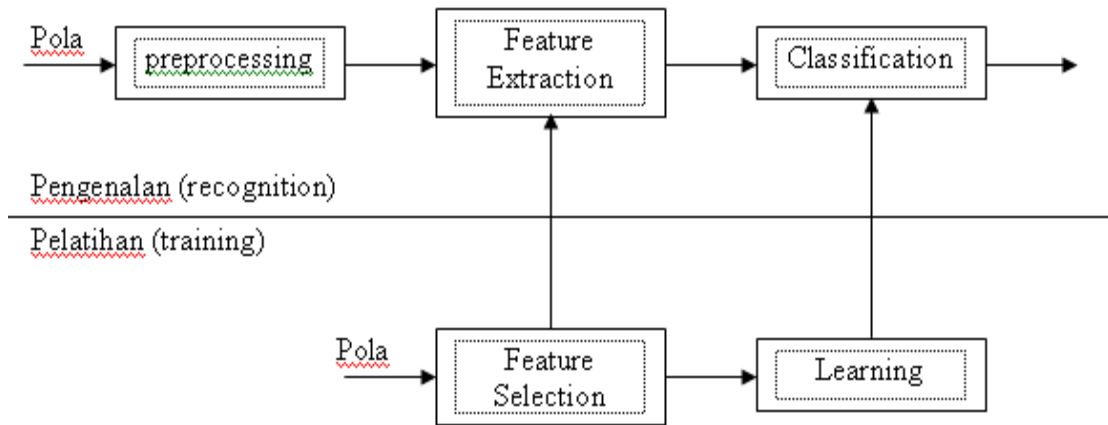 Pola
preprocessing
Feature
Extraction
Classification
Pengenalan (recognition)
Pelatihan (training)
Pola
Feature
Selection
Learning